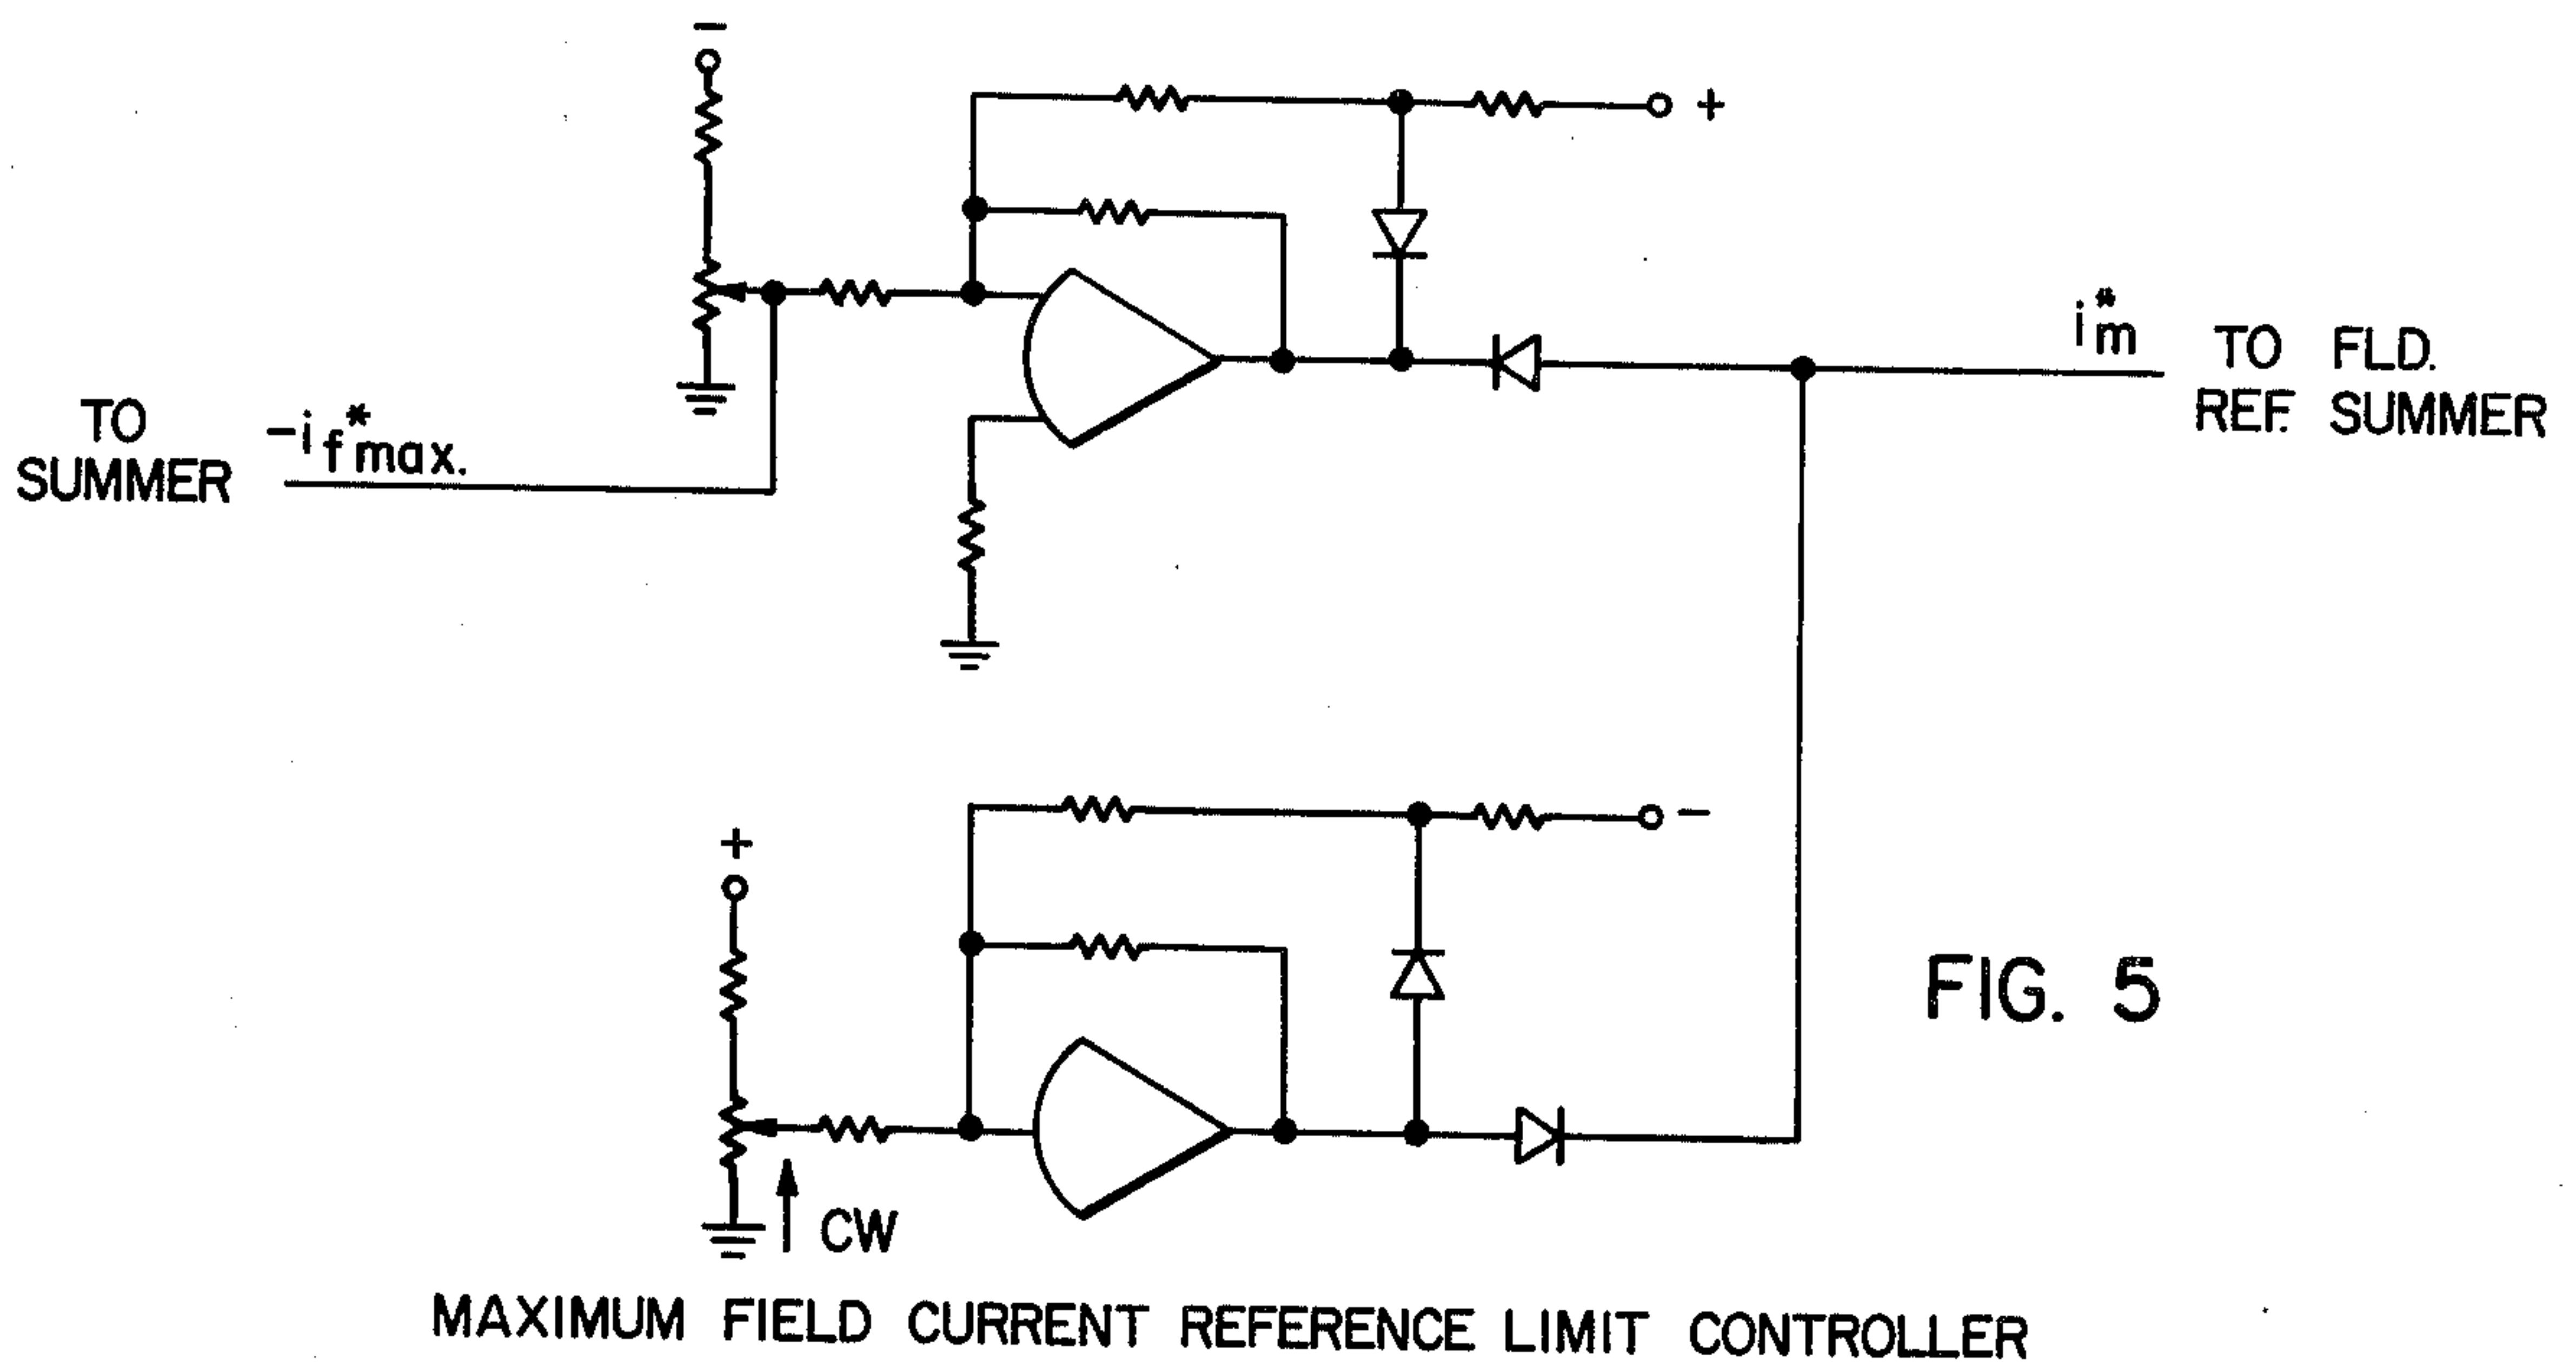 −
+
TO
SUMMER
-i f*max.
i*m
TO FLD.
REF. SUMMER
+
−
CW
FIG. 5
MAXIMUM FIELD CURRENT REFERENCE LIMIT CONTROLLER